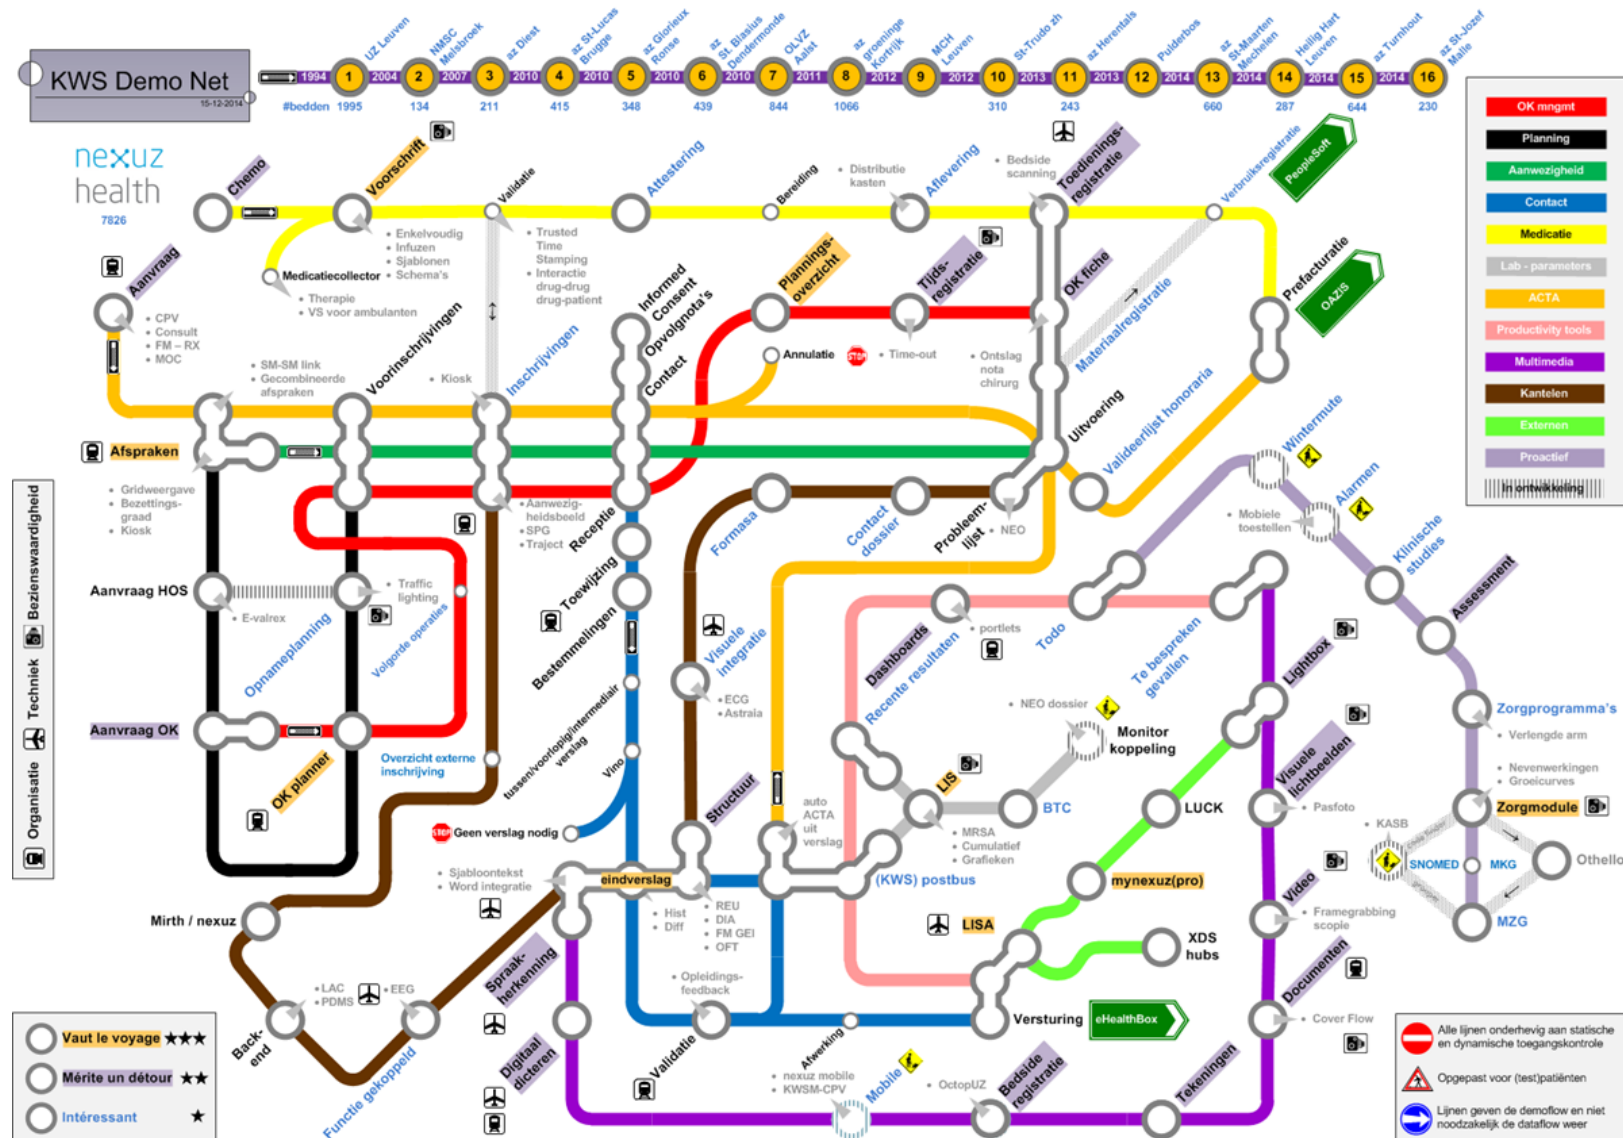 KWS Demo Net
15-12-2014
1994 1 2004 2 2007 3 2010 4 2010 5 2010 6 2010 7 2011 8 2012 9 2012 10 2013 11 2013 12 2014 13 2014 14 2014 15 2014 16
UZ Leuven
NMSC
Melsbroek
az Diest
az St-Lucas
Brugge
az Glorieux
Ronse
az
St. Blasius
Dendermonde
OLVZ
Aalst
az
groeninge
Kortrijk
MCH
Leuven
St-Trudo zh
az Herentals
Pulderbos
az
St-Maarten
Mechelen
Heilig Hart
Leuven
az Turnhout
az St-Jozef
Malle
#bedden 1995 134 211 415 348 439 844 1066 310 243 660 287 644 230
nexuz
health
7826
OK mngmt
Planning
Aanwezigheid
Contact
Medicatie
Lab - parameters
ACTA
Productivity tools
Multimedia
Kantelen
Externen
Proactief
In ontwikkeling
Chemo
Voorschrift
• Enkelvoudig
• Infuzen
• Sjablonen
• Schema's
Validatie
• Trusted
Time
Stamping
• Interactie
drug-drug
drug-patient
Attestering
Bereiding
• Distributie
kasten
Aflevering
• Bedside
scanning
Toedienings-
registratie
Verbruiksregistratie
PeopleSoft
Medicatiecollector
• Therapie
• VS voor ambulanten
Aanvraag
• CPV
• Consult
• FM – RX
• MOC
• SM-SM link
• Gecombineerde
afspraken
Voorinschrijvingen
• Kiosk
Inschrijvingen
Informed
Consent
Opvolgnota's
Contact
Plannings-
overzicht
Tijds-
registratie
• Time-out
OK fiche
• Ontslag
nota
chirurg
Materiaalregistratie
Prefacturatie
OAZIS
Annulatie
STOP
Afspraken
• Gridweergave
• Bezettings-
graad
• Kiosk
• Aanwezig-
heidsbeeld
• SPG
• Traject
Receptie
Uitvoering
Valideerlijst honoraria
Formasa
Contact
dossier
Probleem-
lijst
• NEO
Wintermute
Alarmen
• Mobiele
toestellen
Klinische
studies
Assessment
Organisatie
Techniek
Bezienswaardigheid
Aanvraag HOS
• E-valrex
• Traffic
lighting
Opnameplanning
Volgorde operaties
Toewijzing
Bestemmelingen
Visuele
integratie
• ECG
• Astraia
Dashboards
• portlets
Recente resultaten
Todo
Te bespreken
gevallen
Lightbox
Zorgprogramma's
• Verlengde arm
• Nevenwerkingen
• Groeicurves
Zorgmodule
Aanvraag OK
OK planner
Overzicht externe
inschrijving
tussen/voorlopig/intermediair
verslag
Vino
STOP
Geen verslag nodig
Structuur
• auto
ACTA
uit
verslag
LIS
• MRSA
• Cumulatief
• Grafieken
BTC
• NEO dossier
Monitor
koppeling
LUCK
Visuele
lichtbeelden
• Pasfoto
• KASB
SNOMED
MKG
Othello
MZG
• Sjabloontekst
• Word integratie
eindverslag
• Hist
• Diff
• REU
• DIA
• FM GEI
• OFT
(KWS) postbus
mynexuz(pro)
Video
• Framegrabbing
scopie
Mirth / nexuz
• LAC
• PDMS
• EEG
Back-
end
Functie gekoppeld
Spraak-
herkenning
Digitaal
dicteren
• Opleidings-
feedback
Validatie
Afwerking
• nexuz mobile
• KWSM-CPV
Mobile
LISA
XDS
hubs
Versturing
eHealthBox
• OctopUZ
Bedside
registratie
Tekeningen
Documenten
• Cover Flow
Vaut le voyage ★★★
Mérite un détour ★★
Intéressant ★
Alle lijnen onderhevig aan statische
en dynamische toegangskontrole
Opgepast voor (test)patiënten
Lijnen geven de demoflow en niet
noodzakelijk de dataflow weer